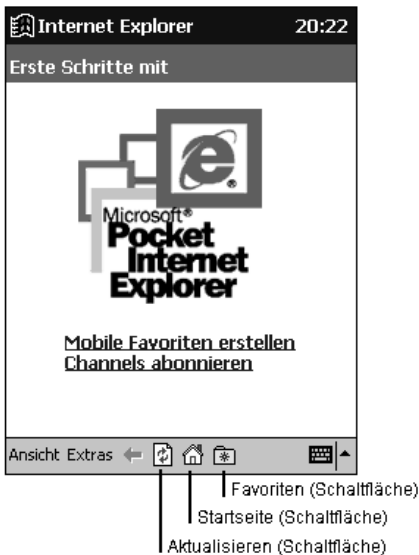 Internet Explorer 20:22
Erste Schritte mit
Microsoft®
Pocket
Internet
Explorer
Mobile Favoriten erstellen
Channels abonnieren
Ansicht Extras
Favoriten (Schaltfläche)
Startseite (Schaltfläche)
Aktualisieren (Schaltfläche)